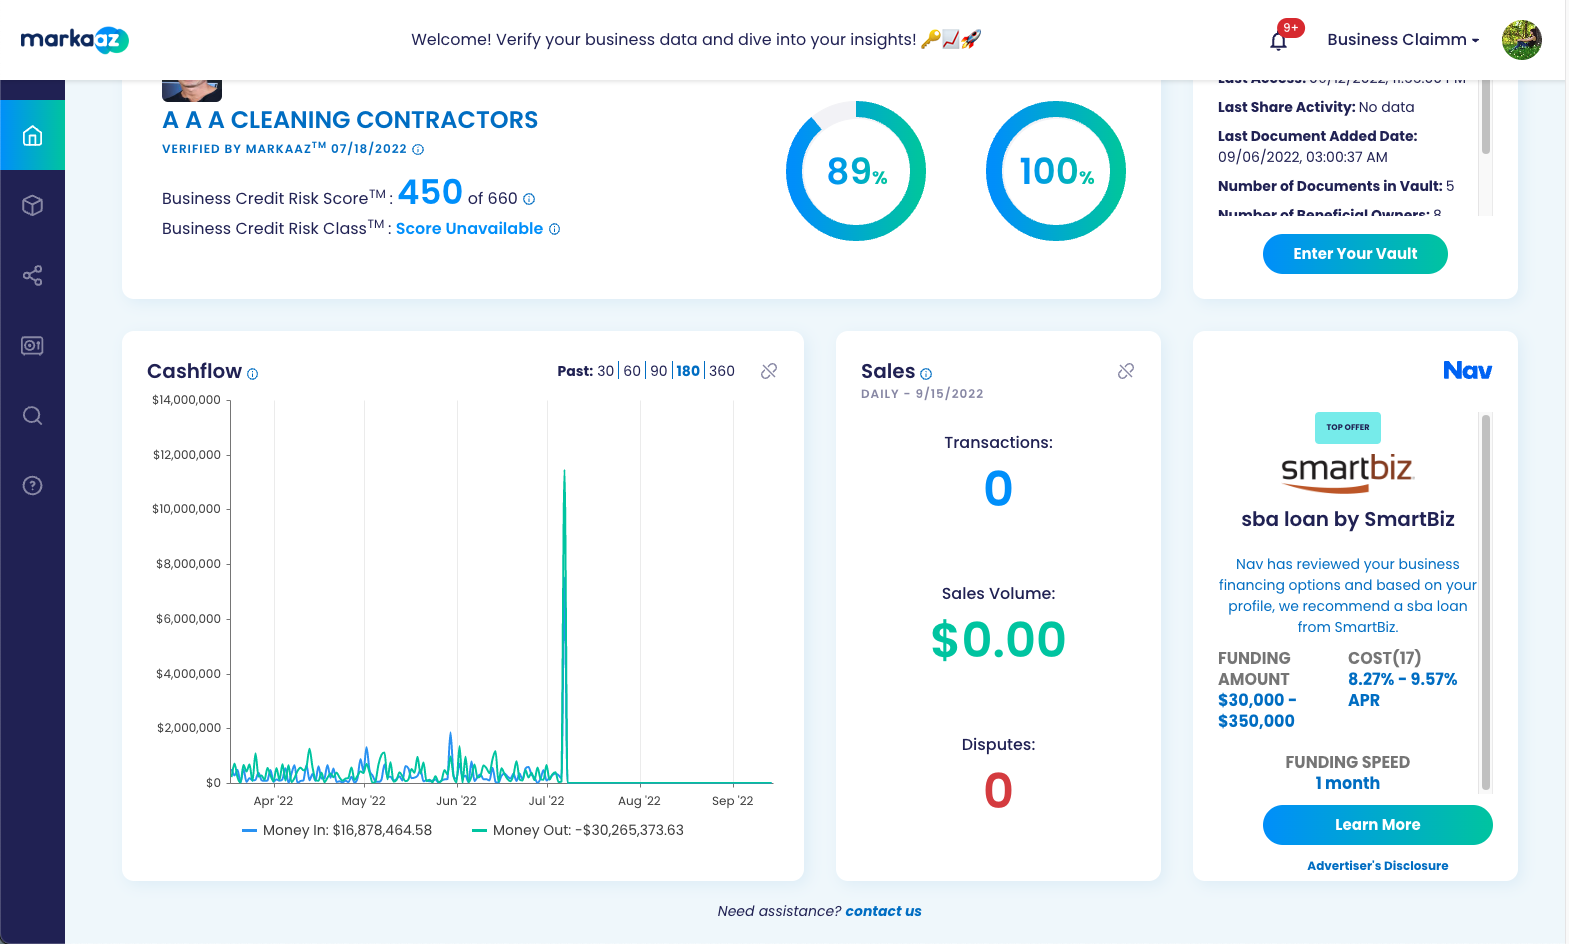 markaaz
Welcome! Verify your business data and dive into your insights! 🔑📈🚀
9+
Business Claimm
A A A CLEANING CONTRACTORS
VERIFIED BY MARKAAZ™ 07/18/2022
Business Credit Risk Score™ : 450 of 660
Business Credit Risk Class™ : Score Unavailable
89%
100%
Last Share Activity: No data
Last Document Added Date:
09/06/2022, 03:00:37 AM
Number of Documents in Vault: 5
Number of Beneficial Owners: 8
Enter Your Vault
Cashflow
Past: 30 | 60 | 90 | 180 | 360
$14,000,000
$12,000,000
$10,000,000
$8,000,000
$6,000,000
$4,000,000
$2,000,000
$0
Apr '22
May '22
Jun '22
Jul '22
Aug '22
Sep '22
Money In: $16,878,464.58
Money Out: -$30,265,373.63
Sales
DAILY - 9/15/2022
Transactions:
0
Sales Volume:
$0.00
Disputes:
0
Nav
TOP OFFER
smartbiz
sba loan by SmartBiz
Nav has reviewed your business
financing options and based on your
profile, we recommend a sba loan
from SmartBiz.
FUNDING
AMOUNT
$30,000 -
$350,000
COST(17)
8.27% - 9.57%
APR
FUNDING SPEED
1 month
Learn More
Advertiser's Disclosure
Need assistance? contact us